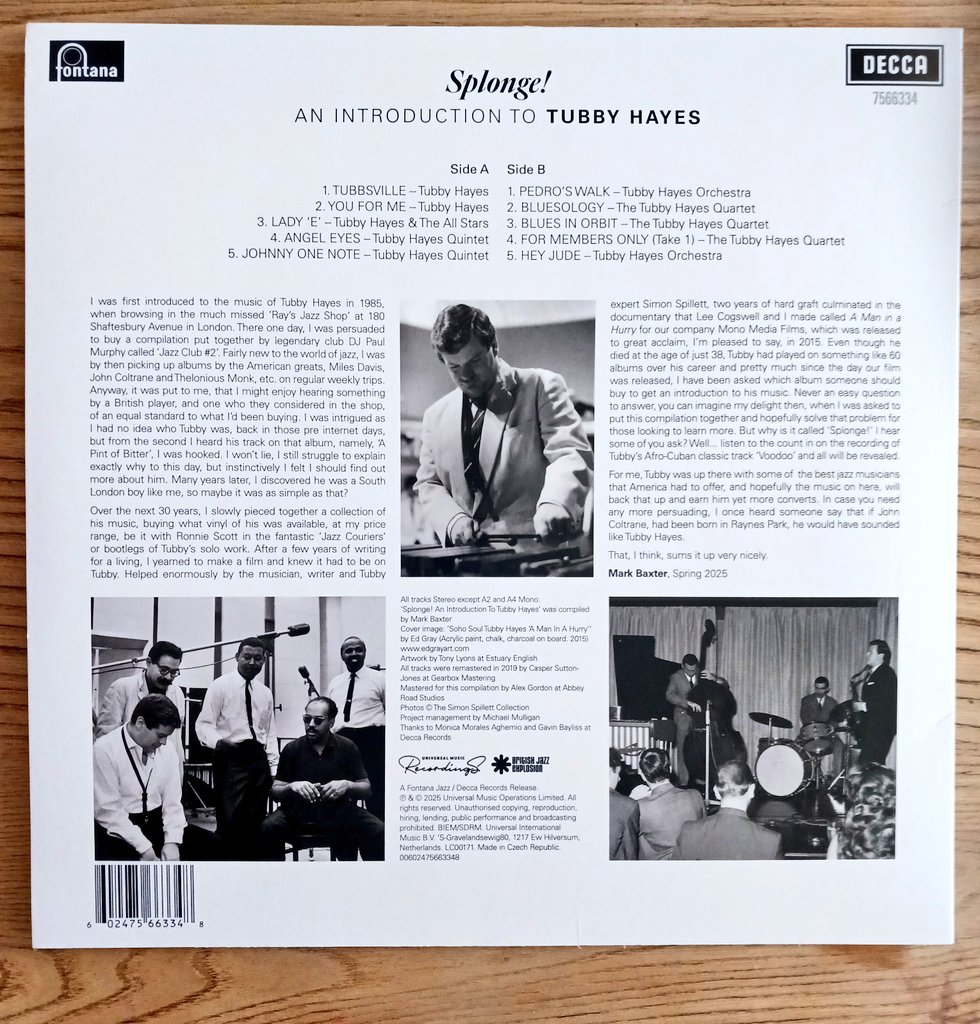 fontana
DECCA
7566334
Splonge!
AN INTRODUCTION TO TUBBY HAYES
Side A
1. TUBBSVILLE – Tubby Hayes
2. YOU FOR ME – Tubby Hayes
3. LADY 'E' – Tubby Hayes & The All Stars
4. ANGEL EYES – Tubby Hayes Quintet
5. JOHNNY ONE NOTE – Tubby Hayes Quintet
Side B
1. PEDRO'S WALK – Tubby Hayes Orchestra
2. BLUESOLOGY – The Tubby Hayes Quartet
3. BLUES IN ORBIT – The Tubby Hayes Quartet
4. FOR MEMBERS ONLY (Take 1) – The Tubby Hayes Quartet
5. HEY JUDE – Tubby Hayes Orchestra
I was first introduced to the music of Tubby Hayes in 1985,
when browsing in the much missed 'Ray's Jazz Shop' at 180
Shaftesbury Avenue in London. There one day, I was persuaded
to buy a compilation put together by legendary club DJ Paul
Murphy called 'Jazz Club #2'. Fairly new to the world of jazz, I was
by then picking up albums by the American greats, Miles Davis,
John Coltrane and Thelonious Monk, etc. on regular weekly trips.
Anyway, it was put to me, that I might enjoy hearing something
by a British player, and one who they considered in the shop,
of an equal standard to what I'd been buying. I was intrigued as
I had no idea who Tubby was, back in those pre internet days,
but from the second I heard his track on that album, namely, 'A
Pint of Bitter', I was hooked. I won't lie, I still struggle to explain
exactly why to this day, but instinctively I felt I should find out
more about him. Many years later, I discovered he was a South
London boy like me, so maybe it was as simple as that?
Over the next 30 years, I slowly pieced together a collection of
his music, buying what vinyl of his was available, at my price
range, be it with Ronnie Scott in the fantastic 'Jazz Couriers'
or bootlegs of Tubby's solo work. After a few years of writing
for a living, I yearned to make a film and knew it had to be on
Tubby. Helped enormously by the musician, writer and Tubby
expert Simon Spillett, two years of hard graft culminated in the
documentary that Lee Cogswell and I made called A Man in a
Hurry for our company Mono Media Films, which was released
to great acclaim, I'm pleased to say, in 2015. Even though he
died at the age of just 38, Tubby had played on something like 60
albums over his career and pretty much since the day our film
was released, I have been asked which album someone should
buy to get an introduction to his music. Never an easy question
to answer, you can imagine my delight then, when I was asked to
put this compilation together and hopefully solve that problem for
those looking to learn more. But why is it called 'Splonge!' I hear
some of you ask? Well... listen to the count in on the recording of
Tubby's Afro-Cuban classic track 'Voodoo' and all will be revealed.
For me, Tubby was up there with some of the best jazz musicians
that America had to offer, and hopefully the music on here, will
back that up and earn him yet more converts. In case you need
any more persuading, I once heard someone say that if John
Coltrane, had been born in Raynes Park, he would have sounded
like Tubby Hayes.
That, I think, sums it up very nicely.
Mark Baxter, Spring 2025
All tracks Stereo except A2 and A4 Mono.
'Splonge! An Introduction To Tubby Hayes' was compiled
by Mark Baxter
Cover image. 'Soho Soul Tubby Hayes 'A Man In A Hurry''
by Ed Gray (Acrylic paint, chalk, charcoal on board. 2015)
www.edgrayart.com
Artwork by Tony Lyons at Estuary English
All tracks were remastered in 2019 by Casper Sutton-
Jones at Gearbox Mastering
Mastered for this compilation by Alex Gordon at Abbey
Road Studios
Photos © The Simon Spillett Collection
Project management by Michael Mulligan
Thanks to Monica Morales Aghemio and Gavin Bayliss at
Decca Records
UNIVERSAL MUSIC
Recordings
BRITISH JAZZ
EXPLOSION
A Fontana Jazz / Decca Records Release.
℗ & © 2025 Universal Music Operations Limited. All
rights reserved. Unauthorised copying, reproduction,
hiring, lending, public performance and broadcasting
prohibited. BIEM/SDRM. Universal International
Music B.V. 'S-Gravelandsewig80, 1217 Ew Hilversum,
Netherlands. LC00171. Made in Czech Republic.
00602475663348
6 02475 66334 8